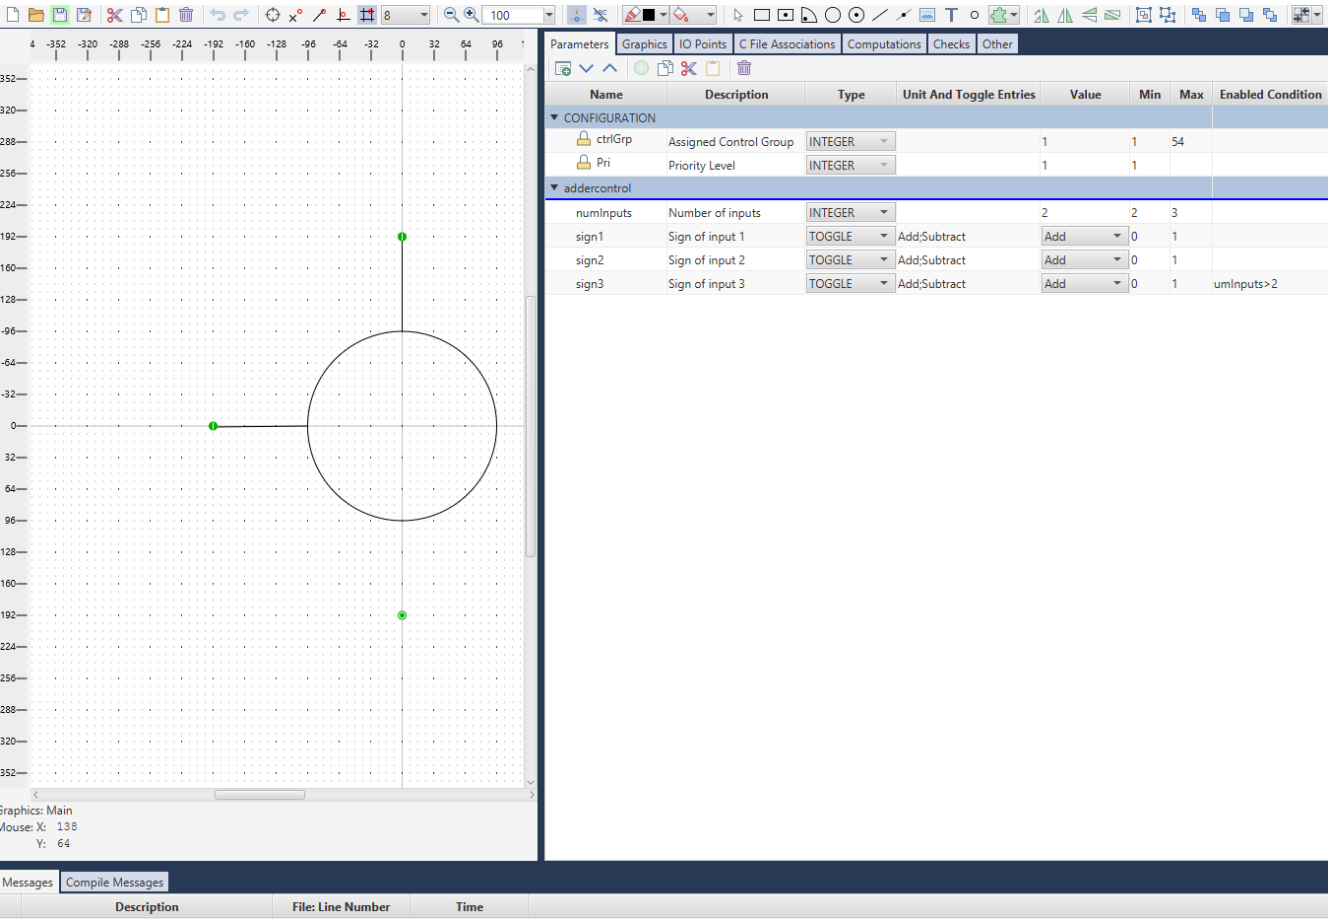 8 100
4 -352 -320 -288 -256 -224 -192 -160 -128 -96 -64 -32 0 32 64 96
Parameters Graphics IO Points C File Associations Computations Checks Other
Name Description Type Unit And Toggle Entries Value Min Max Enabled Condition
CONFIGURATION
ctrlGrp Assigned Control Group INTEGER 1 1 54
Pri Priority Level INTEGER 1 1
addercontrol
numInputs Number of inputs INTEGER 2 2 3
sign1 Sign of input 1 TOGGLE Add;Subtract Add 0 1
sign2 Sign of input 2 TOGGLE Add;Subtract Add 0 1
sign3 Sign of input 3 TOGGLE Add;Subtract Add 0 1 umInputs>2
352
320
288
256
224
192
160
128
-96
-64
-32
0
32
64
96
128
160
192
224
256
288
320
352
Graphics: Main
Mouse: X: 138
Y: 64
Messages Compile Messages
Description File: Line Number Time